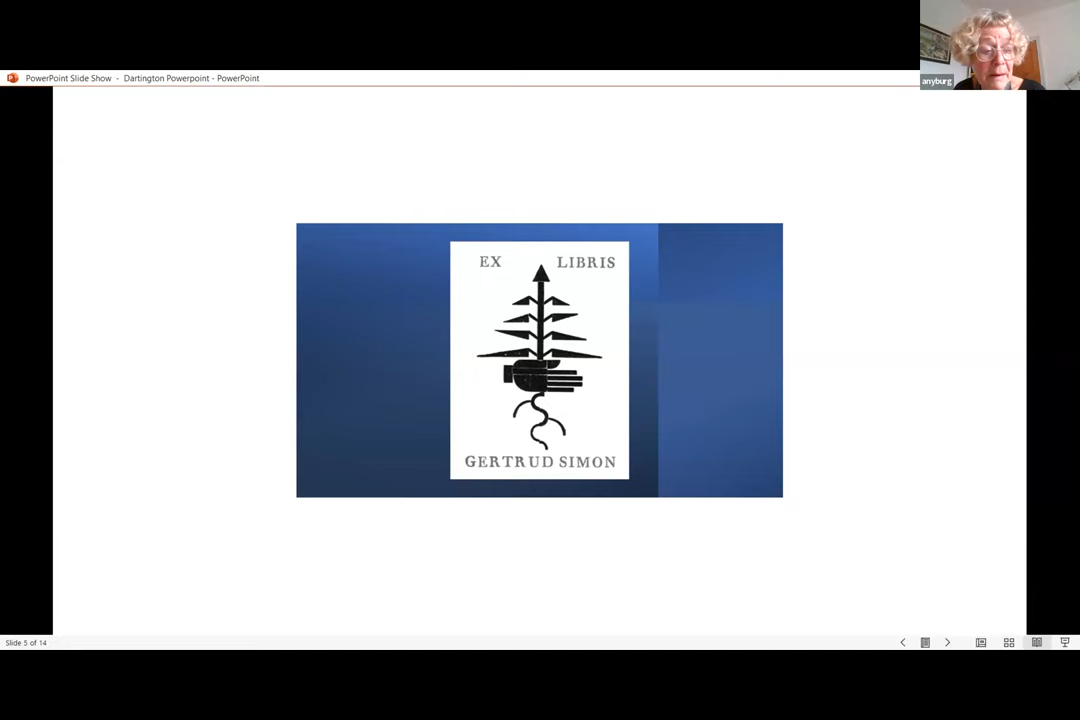 PowerPoint Slide Show - Dartington Powerpoint - PowerPoint
anyburg
EX LIBRIS
GERTRUD SIMON
Slide 5 of 14